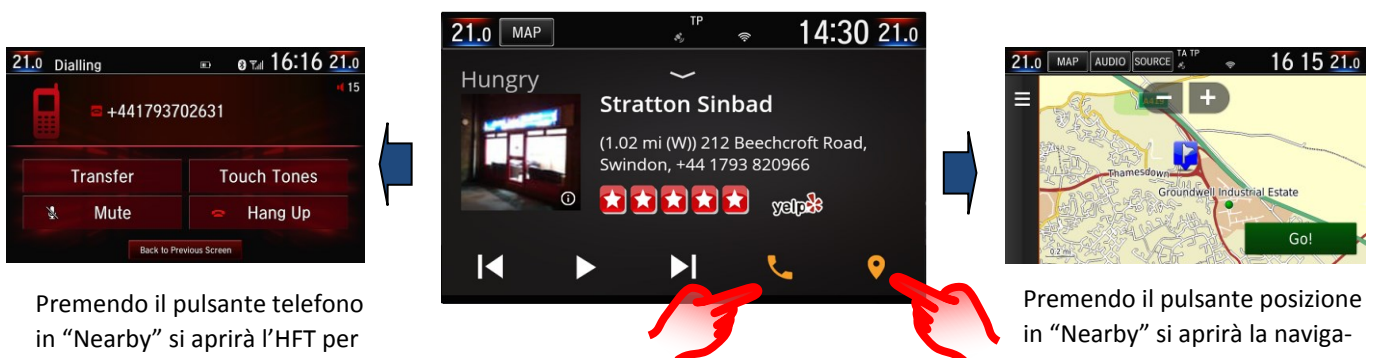 21.0 Dialling 16:16 21.0
15
+441793702631
Transfer Touch Tones
Mute Hang Up
Back to Previous Screen
Premendo il pulsante telefono
in “Nearby” si aprirà l’HFT per
21.0 MAP TP 14:30 21.0
Hungry
Stratton Sinbad
(1.02 mi (W)) 212 Beechcroft Road,
Swindon, +44 1793 820966
yelp
21.0 MAP AUDIO SOURCE TA TP 16 15 21.0
Thamesdown
Groundwell Industrial Estate
Go!
0.2 mi
Premendo il pulsante posizione
in “Nearby” si aprirà la naviga-